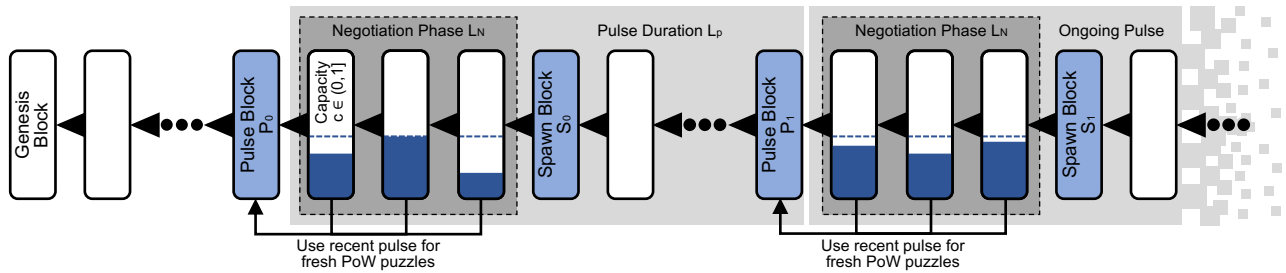 Genesis
Block
Pulse Block
P0
Negotiation Phase LN
Capacity
c ∈ (0, 1]
Spawn Block
S0
Pulse Duration Lp
Pulse Block
P1
Negotiation Phase LN
Spawn Block
S1
Ongoing Pulse
Use recent pulse for
fresh PoW puzzles
Use recent pulse for
fresh PoW puzzles